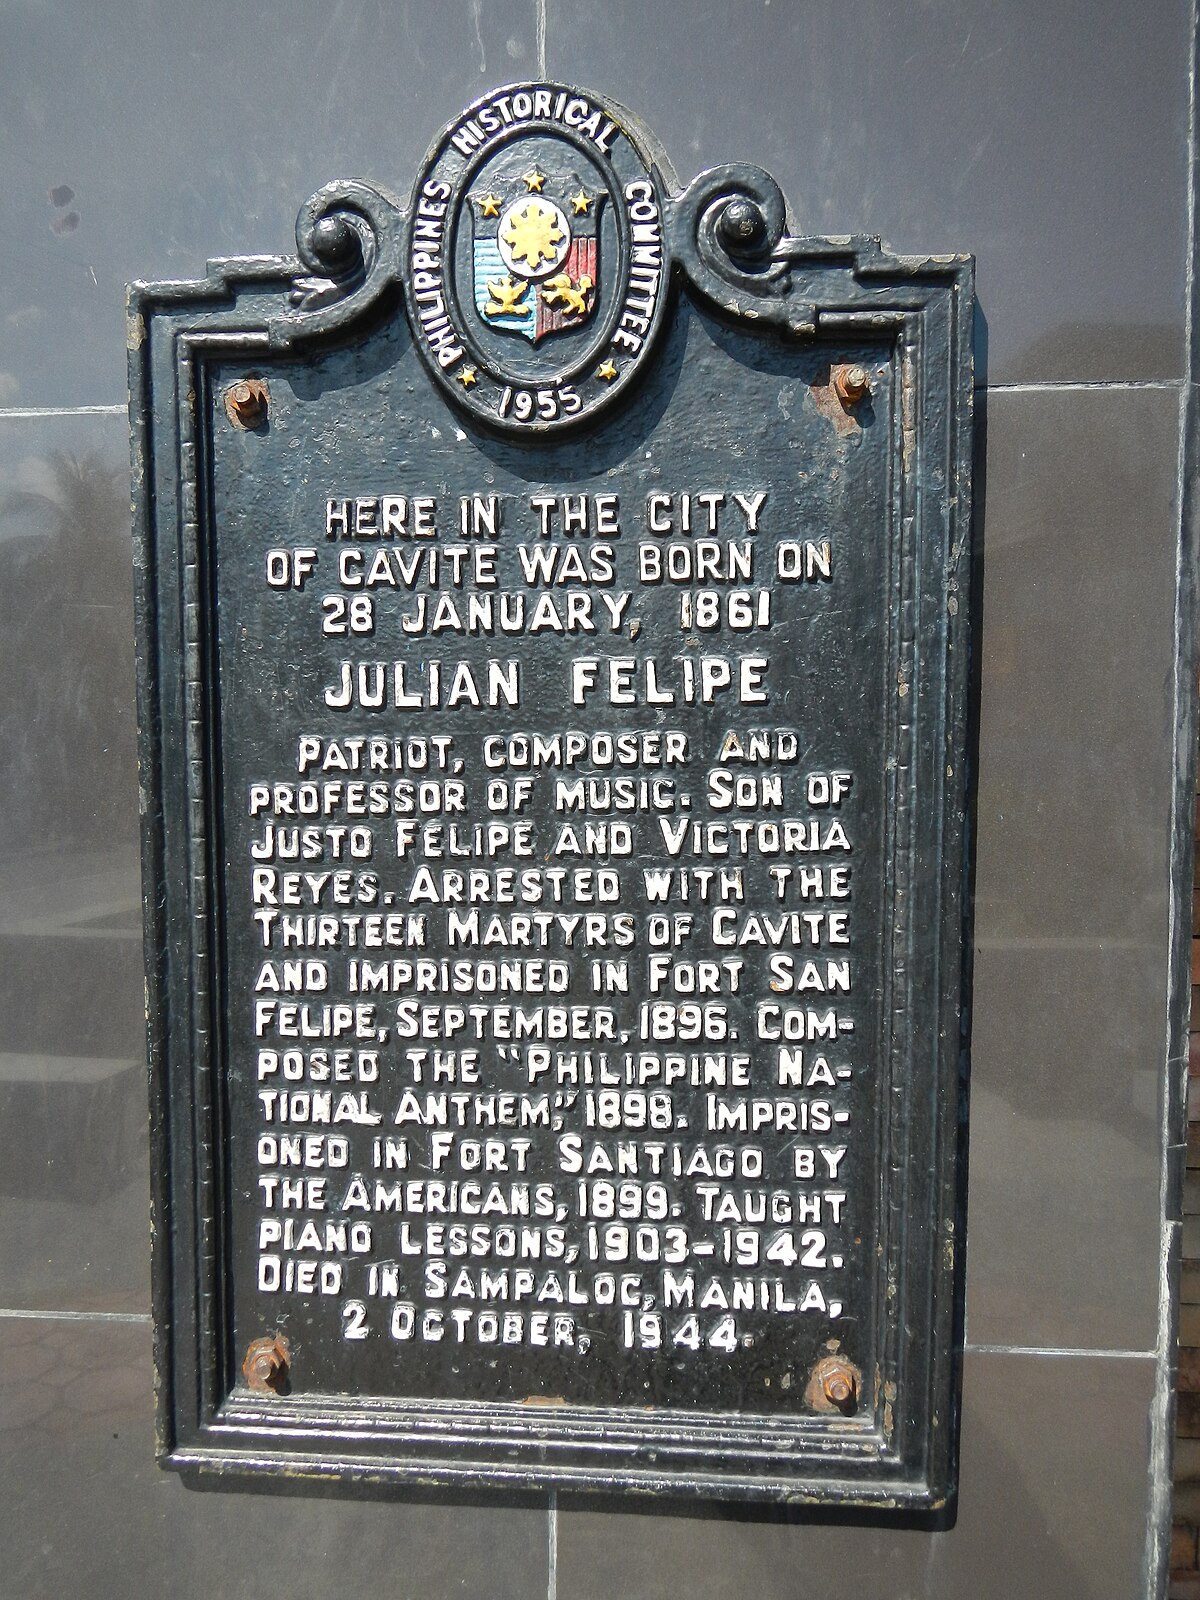 PHILIPPINES HISTORICAL COMMITTEE
1955
HERE IN THE CITY
OF CAVITE WAS BORN ON
28 JANUARY, 1861
JULIAN FELIPE
PATRIOT, COMPOSER AND
PROFESSOR OF MUSIC. SON OF
JUSTO FELIPE AND VICTORIA
REYES. ARRESTED WITH THE
THIRTEEN MARTYRS OF CAVITE
AND IMPRISONED IN FORT SAN
FELIPE, SEPTEMBER, 1896. COM-
POSED THE "PHILIPPINE NA-
TIONAL ANTHEM," 1898. IMPRIS-
ONED IN FORT SANTIAGO BY
THE AMERICANS, 1899. TAUGHT
PIANO LESSONS, 1903-1942.
DIED IN SAMPALOC, MANILA,
2 OCTOBER, 1944.